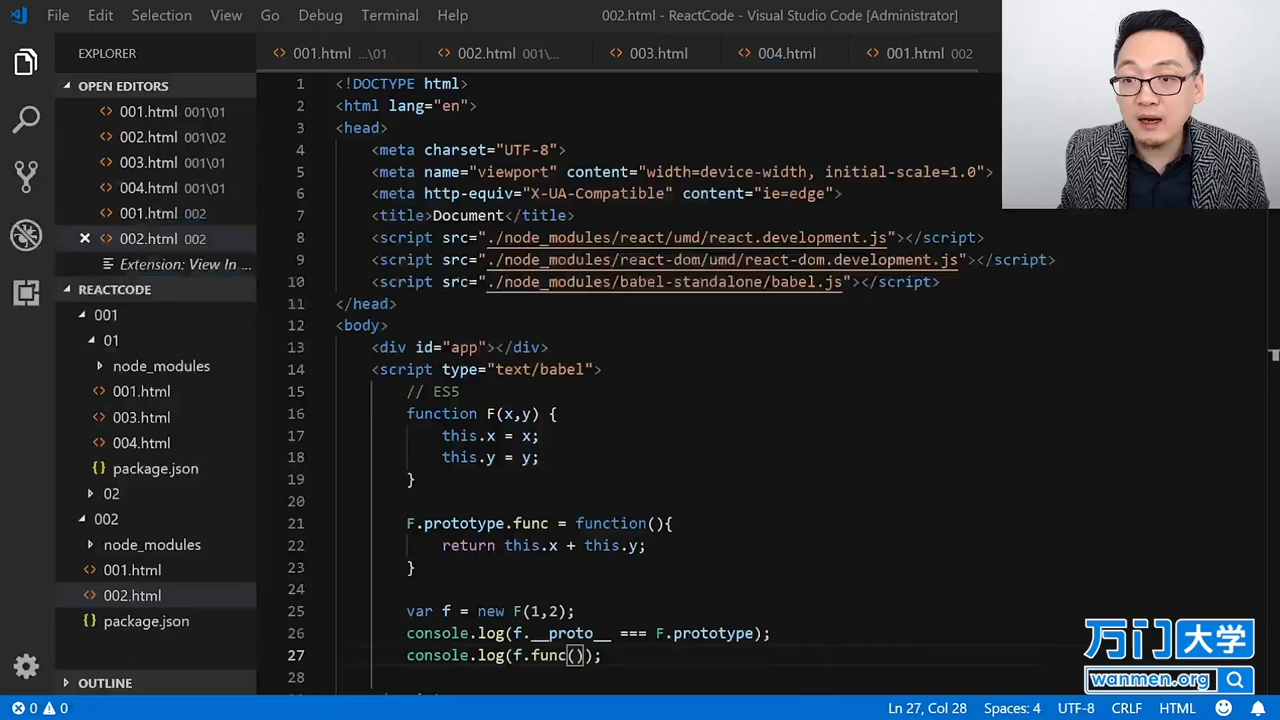 File Edit Selection View Go Debug Terminal Help 002.html - ReactCode - Visual Studio Code [Administrator]
EXPLORER
OPEN EDITORS
001.html 001\01
002.html 001\02
003.html 001\01
004.html 001\01
001.html 002
002.html 002
Extension: View In ...
REACTCODE
001
01
node_modules
001.html
003.html
004.html
package.json
02
002
node_modules
001.html
002.html
package.json
OUTLINE
001.html ...\01 002.html 001\... 003.html 004.html 001.html 002
1 <!DOCTYPE html>
2 <html lang="en">
3 <head>
4 <meta charset="UTF-8">
5 <meta name="viewport" content="width=device-width, initial-scale=1.0">
6 <meta http-equiv="X-UA-Compatible" content="ie=edge">
7 <title>Document</title>
8 <script src="./node_modules/react/umd/react.development.js"></script>
9 <script src="./node_modules/react-dom/umd/react-dom.development.js"></script>
10 <script src="./node_modules/babel-standalone/babel.js"></script>
11 </head>
12 <body>
13 <div id="app"></div>
14 <script type="text/babel">
15 // ES5
16 function F(x,y) {
17 this.x = x;
18 this.y = y;
19 }
20
21 F.prototype.func = function(){
22 return this.x + this.y;
23 }
24
25 var f = new F(1,2);
26 console.log(f.__proto__ === F.prototype);
27 console.log(f.func());
28
万门大学
wanmen.org
0 0 Ln 27, Col 28 Spaces: 4 UTF-8 CRLF HTML